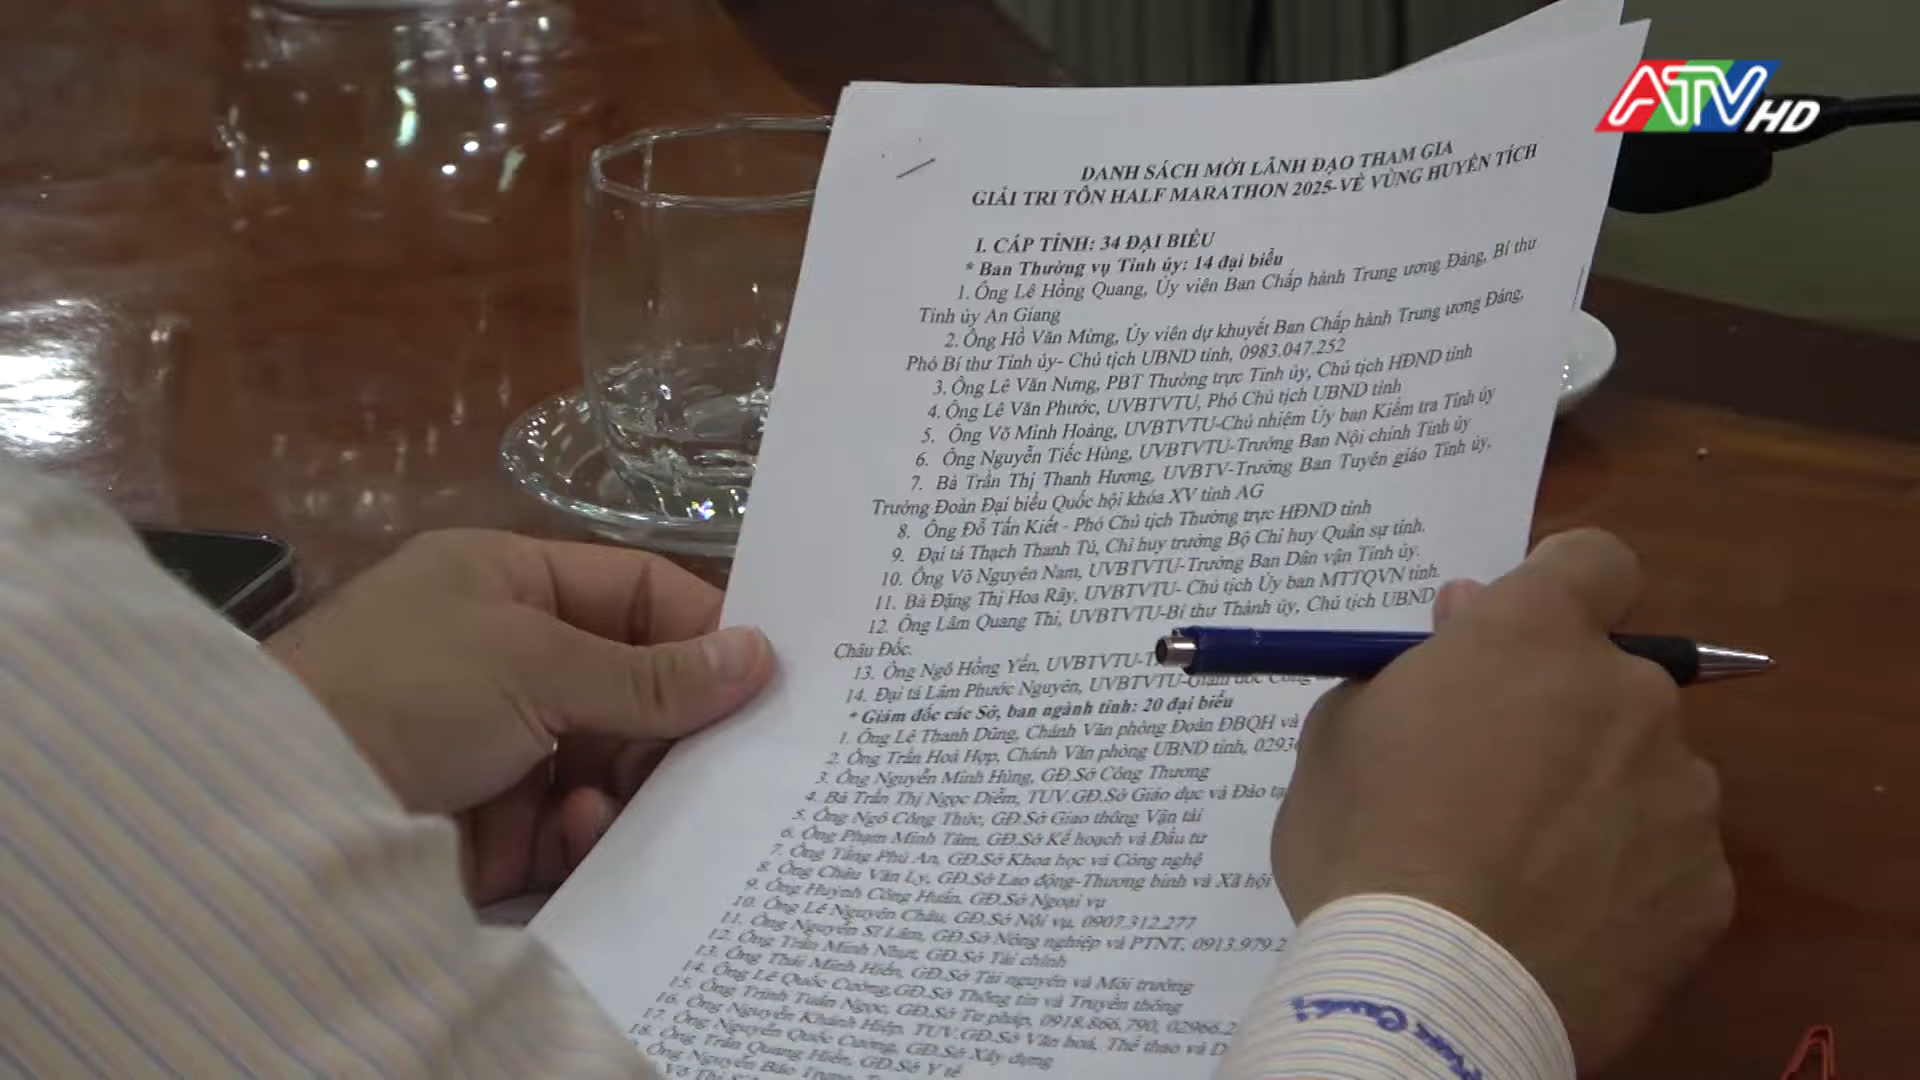 ATV HD
DANH SÁCH MỜI LÃNH ĐẠO THAM GIA
GIẢI TRI TÔN HALF MARATHON 2025-VỀ VÙNG HUYỀN TÍCH
I. CẤP TỈNH: 34 ĐẠI BIỂU
* Ban Thường vụ Tỉnh ủy: 14 đại biểu
1. Ông Lê Hồng Quang, Ủy viên Ban Chấp hành Trung ương Đảng, Bí thư
Tỉnh ủy An Giang
2. Ông Hồ Văn Mừng, Ủy viên dự khuyết Ban Chấp hành Trung ương Đảng,
Phó Bí thư Tỉnh ủy- Chủ tịch UBND tỉnh, 0983.047.252
3. Ông Lê Văn Nưng, PBT Thường trực Tỉnh ủy, Chủ tịch HĐND tỉnh
4. Ông Lê Văn Phước, UVBTVTU, Phó Chủ tịch UBND tỉnh
5. Ông Võ Minh Hoàng, UVBTVTU-Chủ nhiệm Ủy ban Kiểm tra Tỉnh ủy
6. Ông Nguyễn Tiếc Hùng, UVBTVTU-Trưởng Ban Nội chính Tỉnh ủy
7. Bà Trần Thị Thanh Hương, UVBTV-Trưởng Ban Tuyên giáo Tỉnh ủy,
Trưởng Đoàn Đại biểu Quốc hội khóa XV tỉnh AG
8. Ông Đỗ Tấn Kiết - Phó Chủ tịch Thường trực HĐND tỉnh
9. Đại tá Thạch Thanh Tú, Chỉ huy trưởng Bộ Chỉ huy Quân sự tỉnh.
10. Ông Võ Nguyên Nam, UVBTVTU-Trưởng Ban Dân vận Tỉnh ủy.
11. Bà Đặng Thị Hoa Rây, UVBTVTU- Chủ tịch Ủy ban MTTQVN tỉnh.
12. Ông Lâm Quang Thi, UVBTVTU-Bí thư Thành ủy, Chủ tịch UBND
Châu Đốc.
13. Ông Ngô Hồng Yến, UVBTVTU-
14. Đại tá Lâm Phước Nguyên, UVBTVTU-Giám đốc Công
* Giám đốc các Sở, ban ngành tỉnh: 20 đại biểu
1. Ông Lê Thanh Dũng, Chánh Văn phòng Đoàn ĐBQH và
2. Ông Trần Hoà Hợp, Chánh Văn phòng UBND tỉnh,
3. Ông Nguyễn Minh Hùng, GĐ.Sở Công Thương
4. Bà Trần Thị Ngọc Diễm, TUV.GĐ.Sở Giáo dục và Đào
5. Ông Ngô Công Thức, GĐ.Sở Giao thông Vận tải
6. Ông Phạm Minh Tâm, GĐ.Sở Kế hoạch và Đầu tư
7. Ông Tăng Phú An, GĐ.Sở Khoa học và Công nghệ
8. Ông Châu Văn Ly, GĐ.Sở Lao động-Thương binh và Xã hội
9. Ông Huỳnh Công Huấn, GĐ.Sở Ngoại vụ
10. Ông Lê Nguyên Châu, GĐ.Sở Nội vụ, 0907.312.277
11. Ông Nguyễn Sĩ Lâm, GĐ.Sở Nông nghiệp và PTNT, 0913.979.2
12. Ông Trần Minh Nhựt, GĐ.Sở Tài chính
13. Ông Thái Minh Hiển, GĐ.Sở Tài nguyên và Môi trường
14. Ông Lê Quốc Cường, GĐ.Sở Thông tin và Truyền thông
15. Ông Trịnh Tuấn Ngọc, GĐ.Sở Tư pháp, 0918.866.790, 02966.2
16. Ông Nguyễn Khánh Hiệp, TUV.GĐ.Sở Văn hoá, Thể thao và
17. Ông Nguyễn Quốc Cường, GĐ.Sở Xây dựng
18. Ông Trần Quang Hiền, GĐ.Sở Y tế
Ông Nguyễn Bảo
Võ Thị